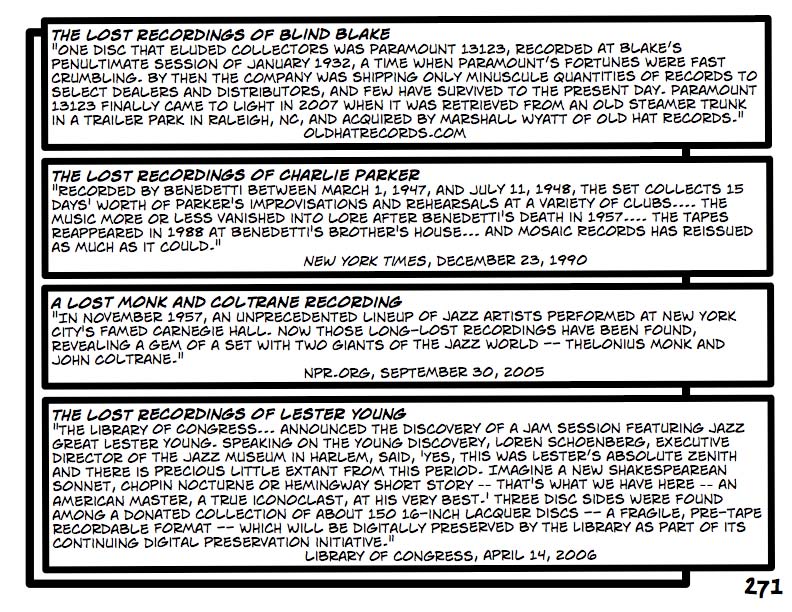 THE LOST RECORDINGS OF BLIND BLAKE
"ONE DISC THAT ELUDED COLLECTORS WAS PARAMOUNT 13123, RECORDED AT BLAKE'S
PENULTIMATE SESSION OF JANUARY 1932, A TIME WHEN PARAMOUNT'S FORTUNES WERE FAST
CRUMBLING. BY THEN THE COMPANY WAS SHIPPING ONLY MINUSCULE QUANTITIES OF RECORDS TO
SELECT DEALERS AND DISTRIBUTORS, AND FEW HAVE SURVIVED TO THE PRESENT DAY. PARAMOUNT
13123 FINALLY CAME TO LIGHT IN 2007 WHEN IT WAS RETRIEVED FROM AN OLD STEAMER TRUNK
IN A TRAILER PARK IN RALEIGH, NC, AND ACQUIRED BY MARSHALL WYATT OF OLD HAT RECORDS."
OLDHATRECORDS.COM
THE LOST RECORDINGS OF CHARLIE PARKER
"RECORDED BY BENEDETTI BETWEEN MARCH 1, 1947, AND JULY 11, 1948, THE SET COLLECTS 15
DAYS' WORTH OF PARKER'S IMPROVISATIONS AND REHEARSALS AT A VARIETY OF CLUBS.... THE
MUSIC MORE OR LESS VANISHED INTO LORE AFTER BENEDETTI'S DEATH IN 1957.... THE TAPES
REAPPEARED IN 1988 AT BENEDETTI'S BROTHER'S HOUSE... AND MOSAIC RECORDS HAS REISSUED
AS MUCH AS IT COULD."
NEW YORK TIMES, DECEMBER 23, 1990
A LOST MONK AND COLTRANE RECORDING
"IN NOVEMBER 1957, AN UNPRECEDENTED LINEUP OF JAZZ ARTISTS PERFORMED AT NEW YORK
CITY'S FAMED CARNEGIE HALL. NOW THOSE LONG-LOST RECORDINGS HAVE BEEN FOUND,
REVEALING A GEM OF A SET WITH TWO GIANTS OF THE JAZZ WORLD -- THELONIUS MONK AND
JOHN COLTRANE."
NPR.ORG, SEPTEMBER 30, 2005
THE LOST RECORDINGS OF LESTER YOUNG
"THE LIBRARY OF CONGRESS... ANNOUNCED THE DISCOVERY OF A JAM SESSION FEATURING JAZZ
GREAT LESTER YOUNG. SPEAKING ON THE YOUNG DISCOVERY, LOREN SCHOENBERG, EXECUTIVE
DIRECTOR OF THE JAZZ MUSEUM IN HARLEM, SAID, 'YES, THIS WAS LESTER'S ABSOLUTE ZENITH
AND THERE IS PRECIOUS LITTLE EXTANT FROM THIS PERIOD. IMAGINE A NEW SHAKESPEAREAN
SONNET, CHOPIN NOCTURNE OR HEMINGWAY SHORT STORY -- THAT'S WHAT WE HAVE HERE -- AN
AMERICAN MASTER, A TRUE ICONOCLAST, AT HIS VERY BEST.' THREE DISC SIDES WERE FOUND
AMONG A DONATED COLLECTION OF ABOUT 150 16-INCH LACQUER DISCS -- A FRAGILE, PRE-TAPE
RECORDABLE FORMAT -- WHICH WILL BE DIGITALLY PRESERVED BY THE LIBRARY AS PART OF ITS
CONTINUING DIGITAL PRESERVATION INITIATIVE."
LIBRARY OF CONGRESS, APRIL 14, 2006
271